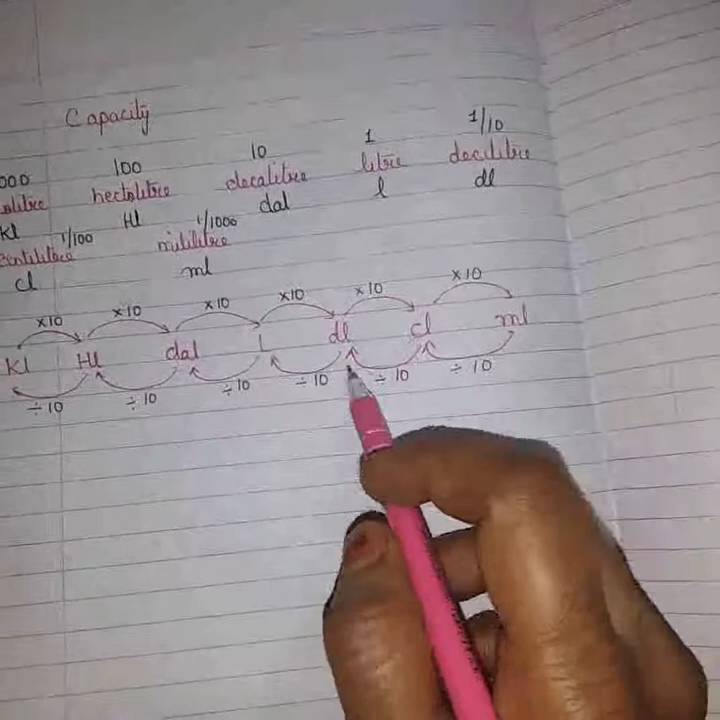 Capacity
000 100 10 1 1/10
olitre hectolitre decalitre litre decilitre
Kl Hl dal l dl
centilitre 1/100 millilitre 1/1000
cl ml
×10 ×10 ×10 ×10 ×10 ×10
Kl Hl dal l dl cl ml
÷10 ÷10 ÷10 ÷10 ÷10 ÷10